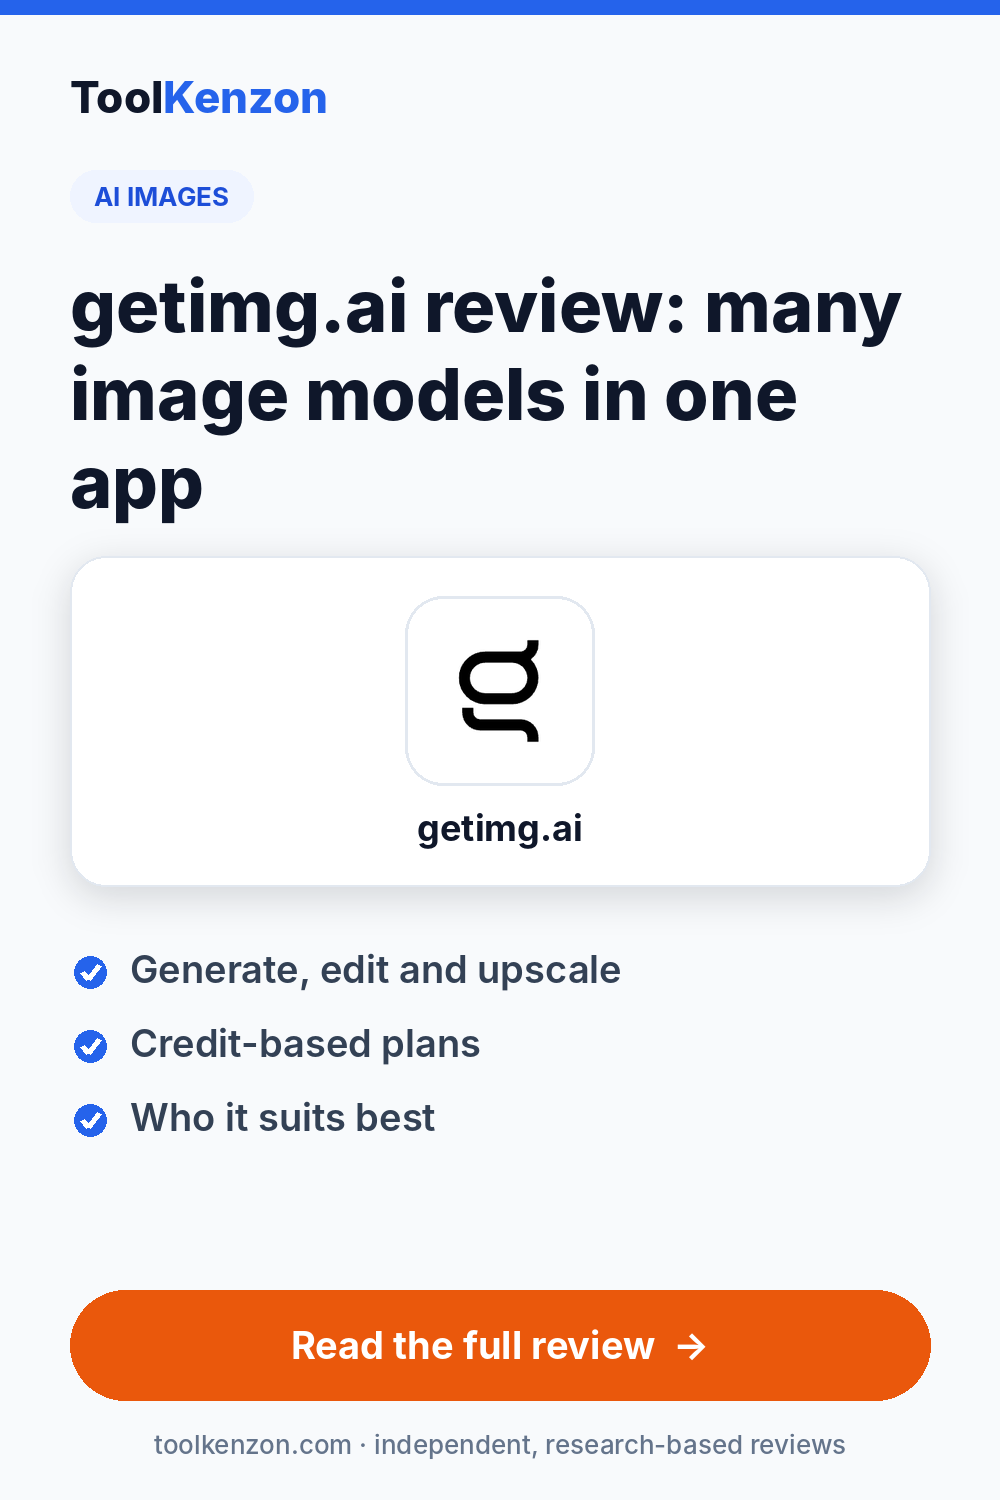 ToolKenzon
AI IMAGES
getimg.ai review: many
image models in one
app
getimg.ai
Generate, edit and upscale
Credit-based plans
Who it suits best
Read the full review →
toolkenzon.com · independent, research-based reviews